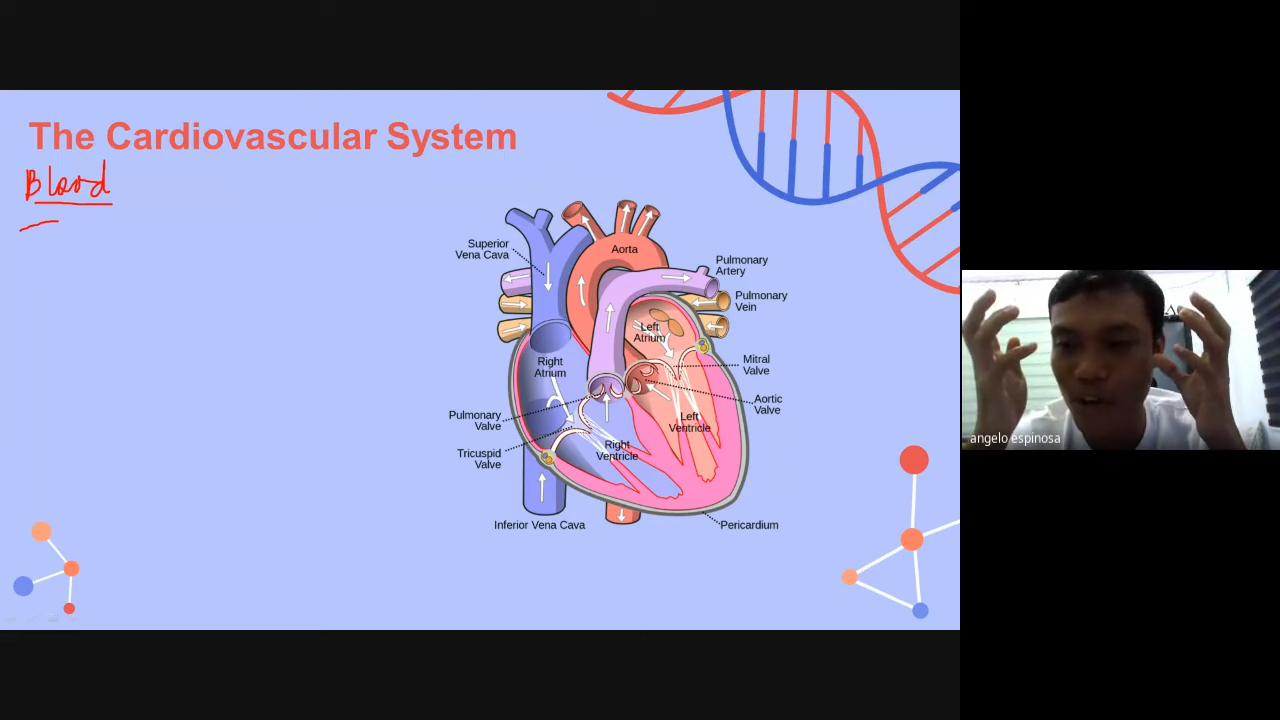 The Cardiovascular System
Blood
Superior
Vena Cava
Aorta
Pulmonary
Artery
Pulmonary
Vein
Left
Atrium
Right
Atrium
Mitral
Valve
Aortic
Valve
Pulmonary
Valve
Left
Ventricle
Right
Ventricle
Tricuspid
Valve
Inferior Vena Cava
Pericardium
angelo espinosa